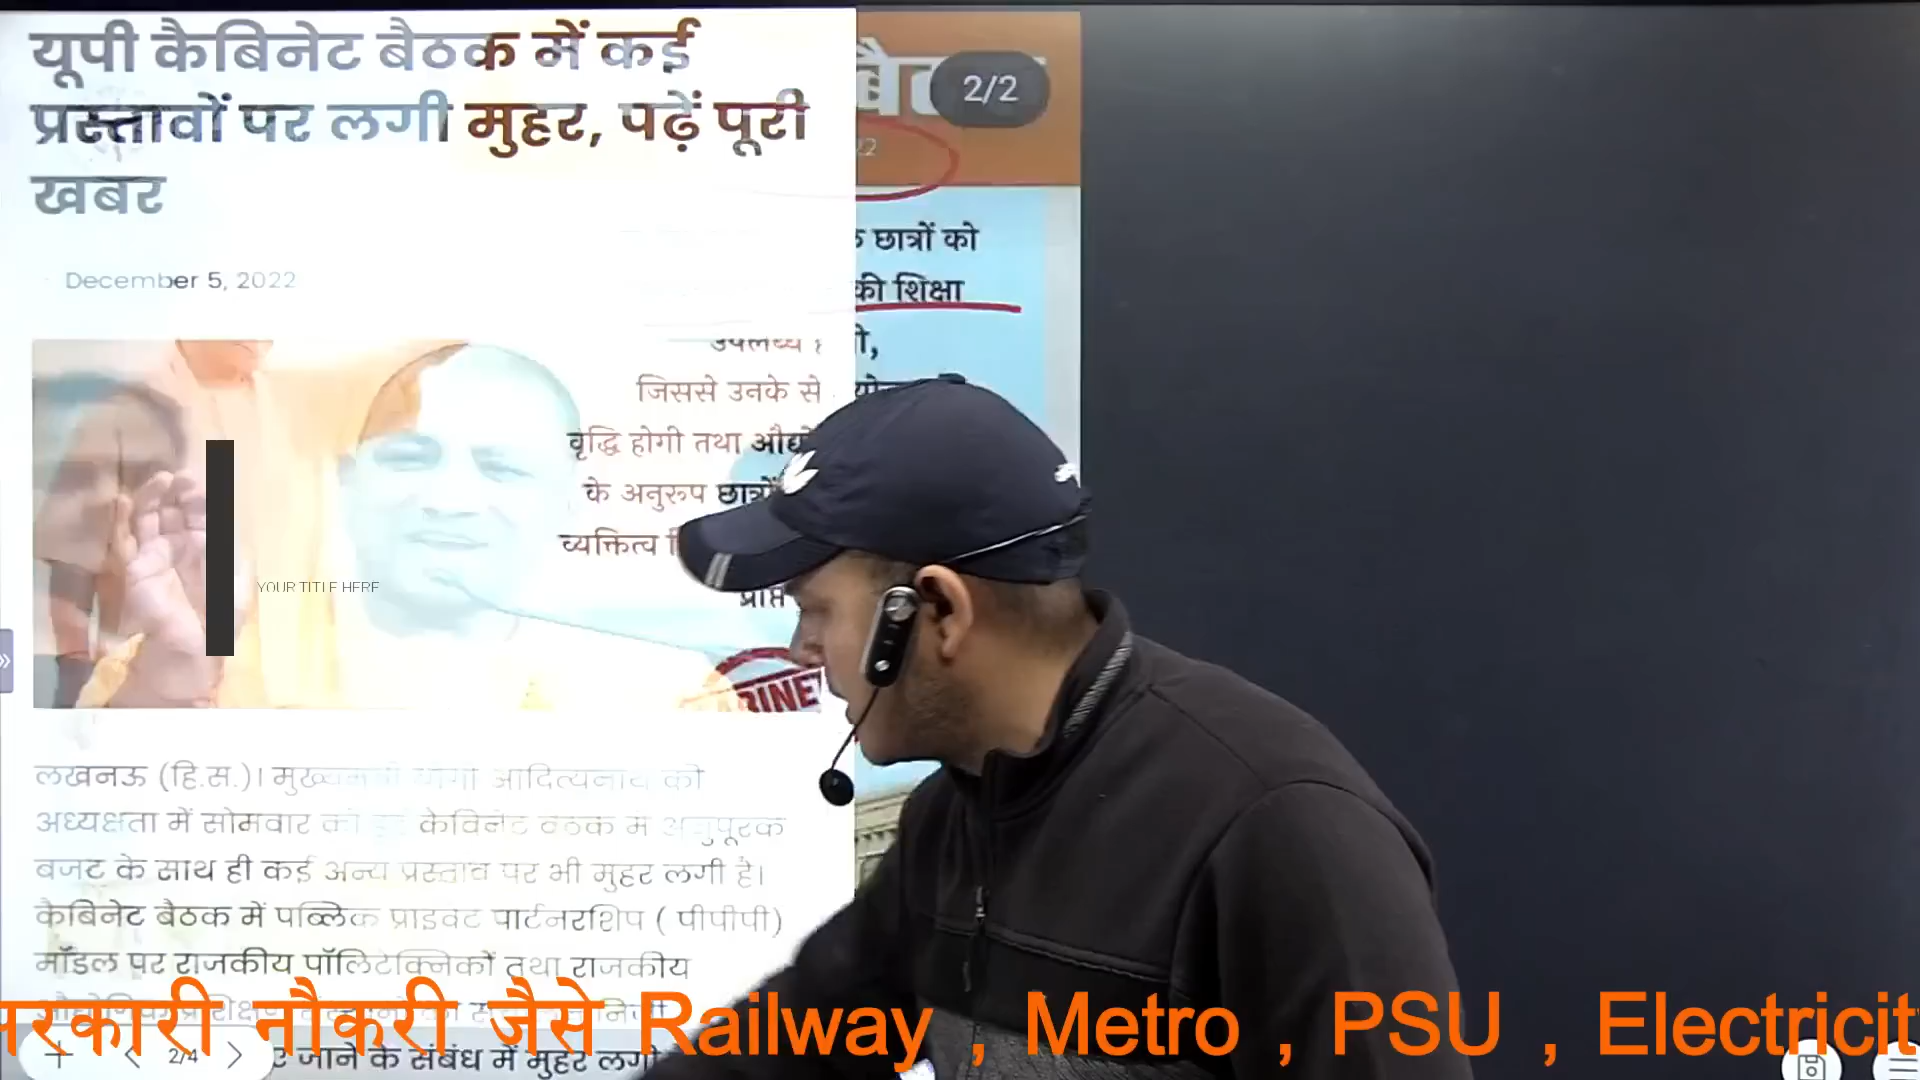 यूपी कैबिनेट बैठक में कई
प्रस्तावों पर लगी मुहर, पढ़ें पूरी
खबर
December 5, 2022
2/2
22
छात्रों को
की शिक्षा
उपलब्ध
जिससे उनके से
वृद्धि होगी तथा
के अनुरूप छात्रों
व्यक्तित्व
YOUR TITLE HERE
लखनऊ (हि.स.)। मुख्यमंत्री योगी आदित्यनाथ की
अध्यक्षता में सोमवार को हुई कैबिनेट बैठक में अनुपूरक
बजट के साथ ही कई अन्य प्रस्ताव पर भी मुहर लगी है।
कैबिनेट बैठक में पब्लिक प्राइवेट पार्टनरशिप ( पीपीपी)
मॉडल पर राजकीय पॉलिटेक्निकों तथा राजकीय
सरकारी नौकरी जैसे Railway , Metro , PSU , Electricit
2/4
जाने के संबंध में मुहर लगी